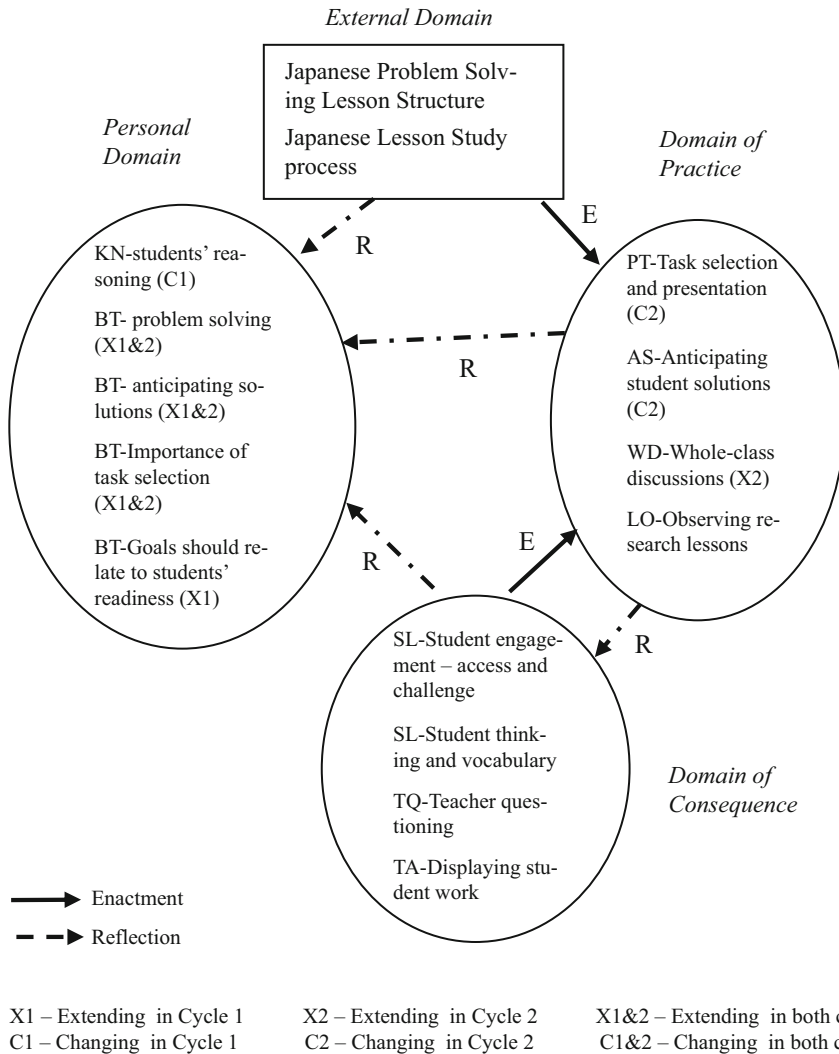 External Domain
Japanese Problem Solv-
ing Lesson Structure
Japanese Lesson Study
process
Personal
Domain
Domain of
Practice
R
E
KN-students’ rea-
soning (C1)
BT- problem solving
(X1&2)
BT- anticipating so-
lutions (X1&2)
BT-Importance of
task selection
(X1&2)
BT-Goals should re-
late to students’
readiness (X1)
R
PT-Task selection
and presentation
(C2)
AS-Anticipating
student solutions
(C2)
WD-Whole-class
discussions (X2)
LO-Observing re-
search lessons
R
E
R
SL-Student engage-
ment – access and
challenge
SL-Student think-
ing and vocabulary
TQ-Teacher ques-
tioning
TA-Displaying stu-
dent work
Domain of
Consequence
Enactment
Reflection
X1 – Extending in Cycle 1 X2 – Extending in Cycle 2 X1&2 – Extending in both
C1 – Changing in Cycle 1 C2 – Changing in Cycle 2 C1&2 – Changing in both